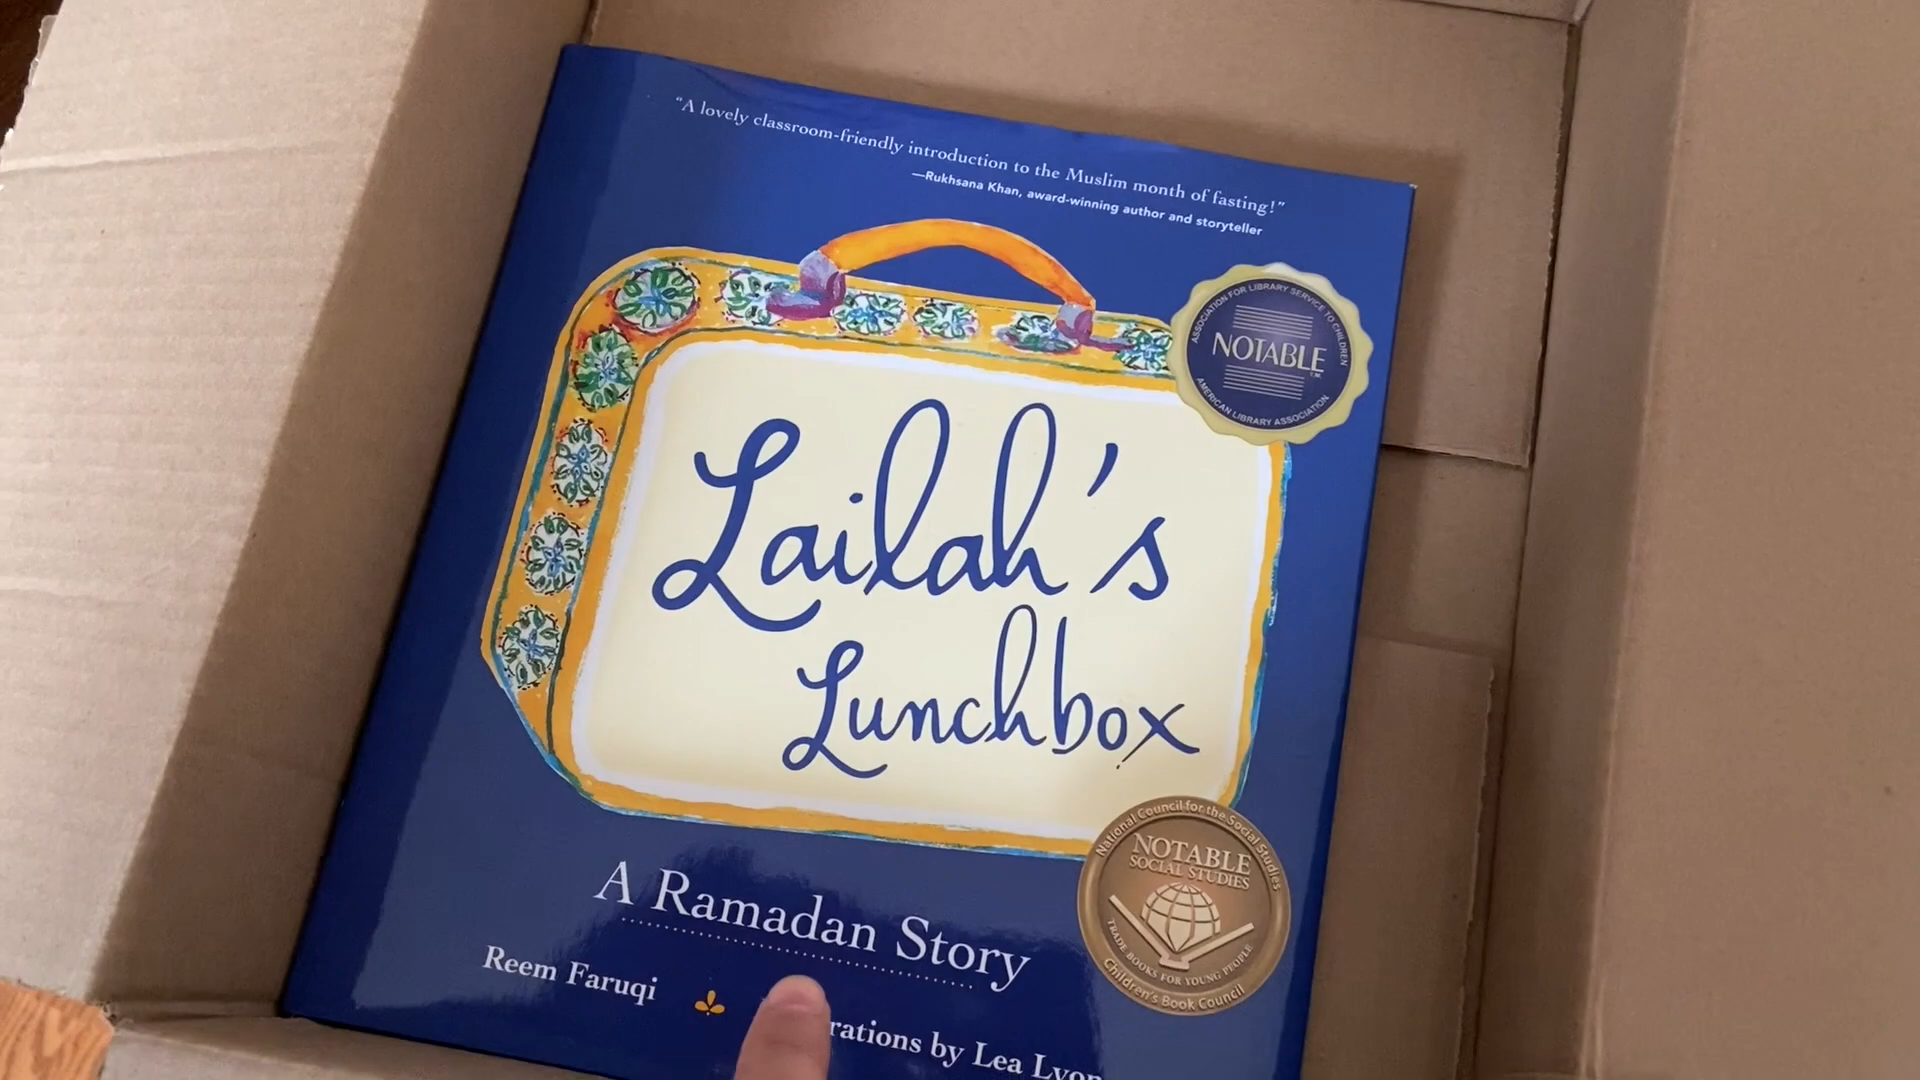 “A lovely classroom-friendly introduction to the Muslim month of fasting!”
—Rukhsana Khan, award-winning author and storyteller
ASSOCIATION FOR LIBRARY SERVICE TO CHILDREN
NOTABLE
T.M.
AMERICAN LIBRARY ASSOCIATION
Lailah's
Lunchbox
National Council for the Social Studies
NOTABLE
SOCIAL STUDIES
TRADE BOOKS FOR YOUNG PEOPLE
Children's Book Council
A Ramadan Story
Reem Faruqi
by Lea